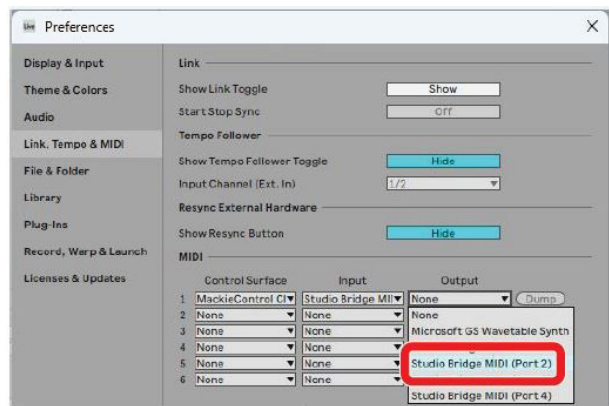 Live Preferences
Display & Input
Theme & Colors
Audio
Link, Tempo & MIDI
File & Folder
Library
Plug-Ins
Record, Warp & Launch
Licenses & Updates
Link
Show Link Toggle Show
Start Stop Sync Off
Tempo Follower
Show Tempo Follower Toggle Hide
Input Channel (Ext. In) 1/2
Resync External Hardware
Show Resync Button Hide
MIDI
Control Surface Input Output
1 MackieControl Cl Studio Bridge MII None Dump
2 None None
3 None None
4 None None
5 None None
6 None None
None
Microsoft GS Wavetable Synth
Studio Bridge MIDI (Port 2)
Studio Bridge MIDI (Port 4)